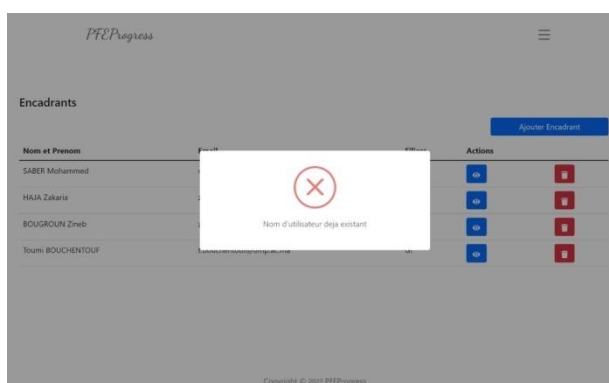 PFEProgress
Encadrants
Ajouter Encadrant
Nom et Prenom Actions
SABER Mohammed
HAJA Zakaria
BOUGROUN Zineb
Toumi BOUCHENTOUF
Nom d'utilisateur deja existant
Copyright © 2022 PFEProgress